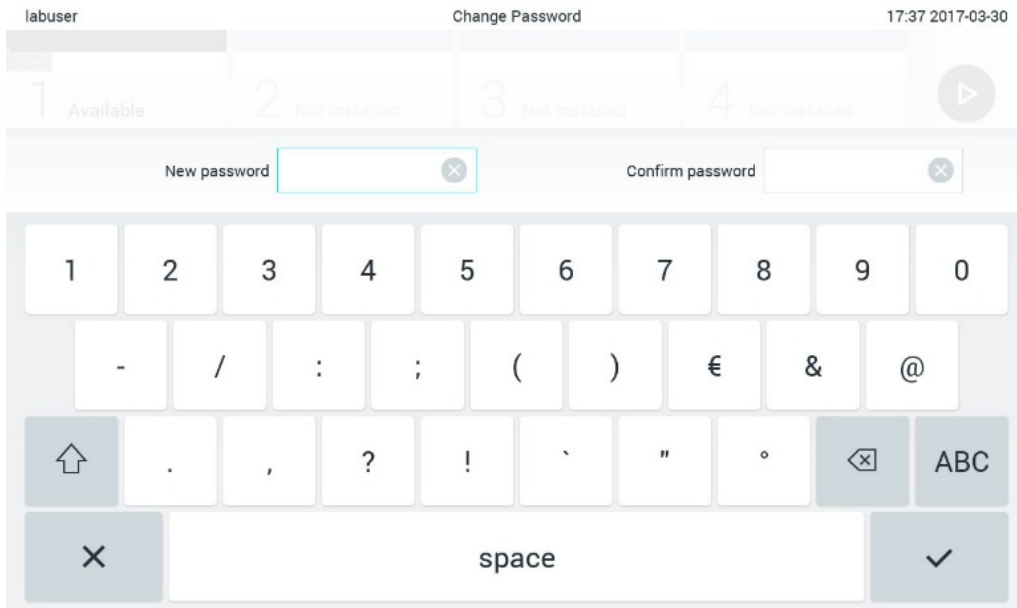 labuser Change Password 17:37 2017-03-30
1 Available 2 Not installed 3 Not installed 4 Not installed
New password Confirm password
1 2 3 4 5 6 7 8 9 0
- / : ; ( ) € & @
. , ? ! ` " ° ABC
space